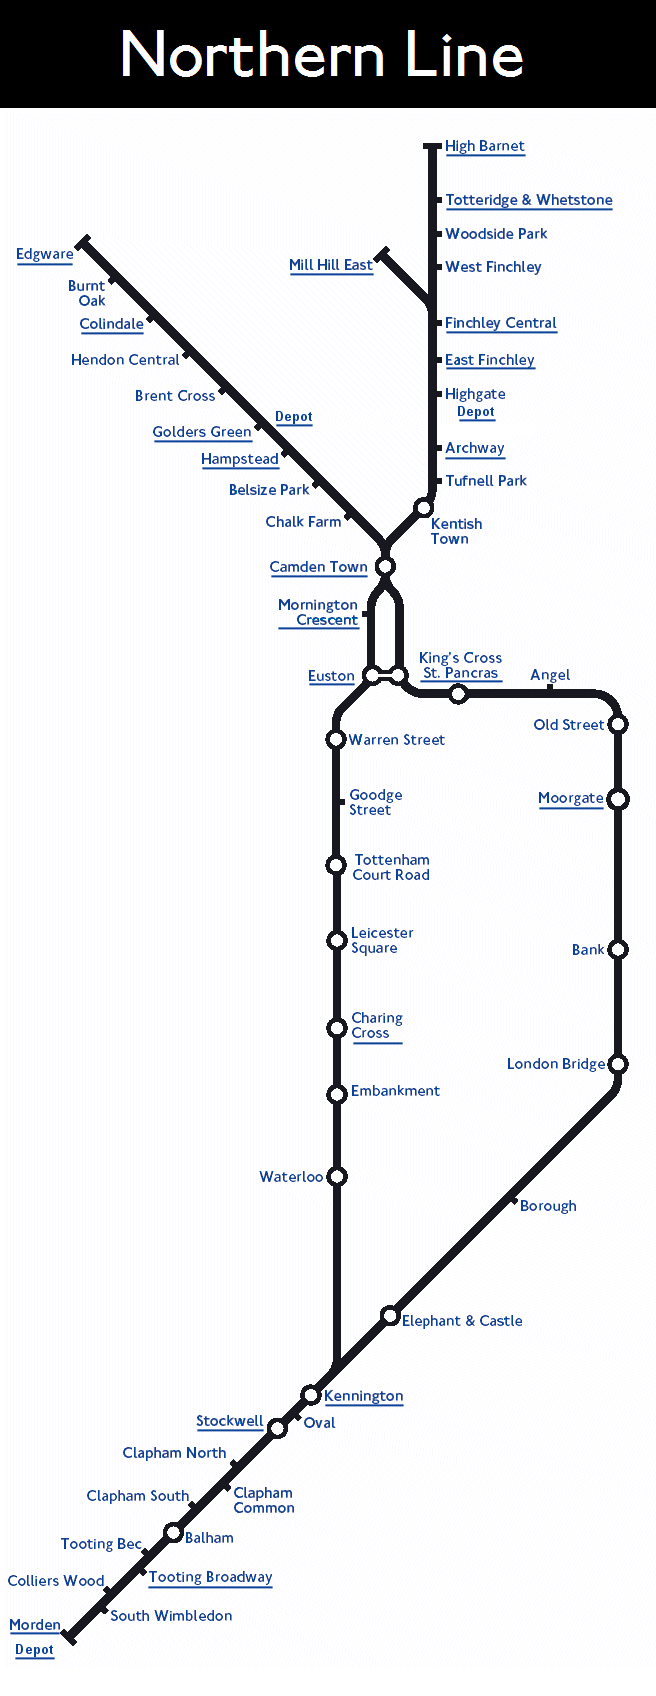 Northern Line
High Barnet
Totteridge & Whetstone
Woodside Park
West Finchley
Mill Hill East
Edgware
Burnt
Oak
Colindale
Finchley Central
Hendon Central
East Finchley
Brent Cross
Highgate
Depot
Depot
Golders Green
Archway
Hampstead
Tufnell Park
Belsize Park
Chalk Farm
Kentish
Town
Camden Town
Mornington
Crescent
King's Cross
St. Pancras
Euston
Angel
Old Street
Warren Street
Goodge
Street
Moorgate
Tottenham
Court Road
Leicester
Square
Bank
Charing
Cross
London Bridge
Embankment
Waterloo
Borough
Elephant & Castle
Kennington
Stockwell
Oval
Clapham North
Clapham South
Clapham
Common
Balham
Tooting Bec
Tooting Broadway
Colliers Wood
South Wimbledon
Morden
Depot